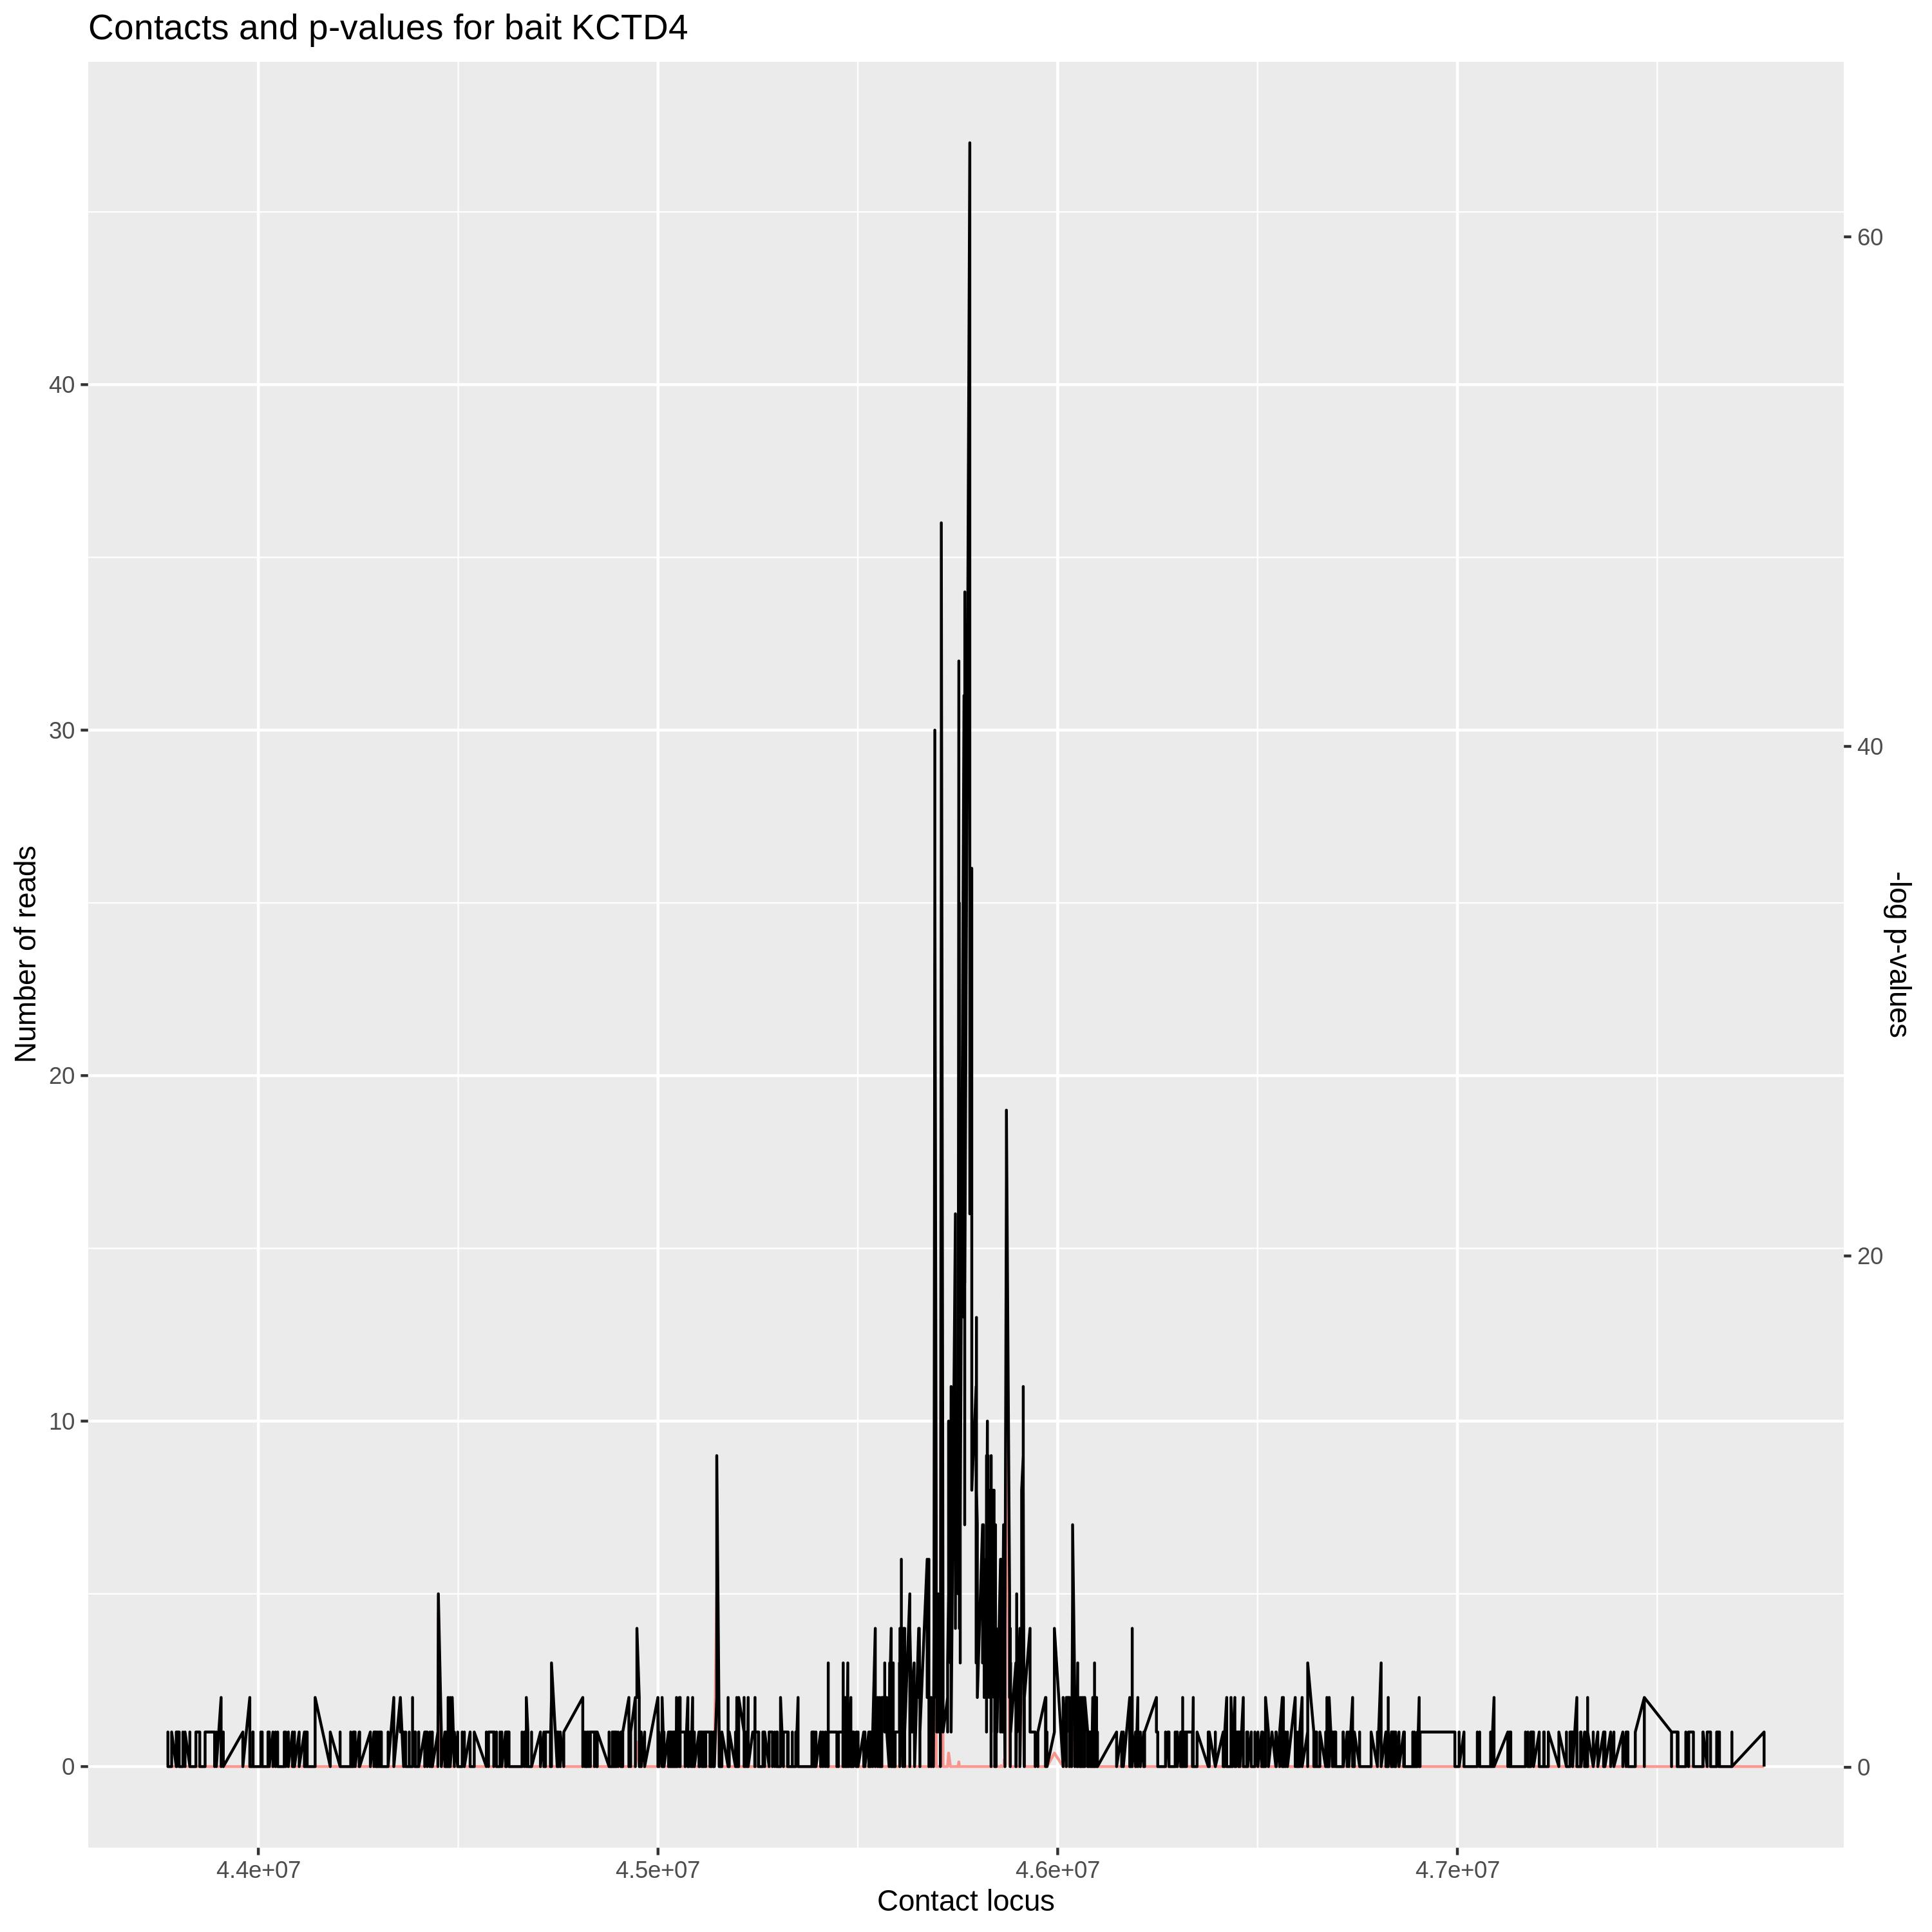 Contacts and p-values for bait KCTD4
40
30
20
10
0
Number of reads
60
40
20
0
-log p-values
4.4e+07 4.5e+07 4.6e+07 4.7e+07
Contact locus